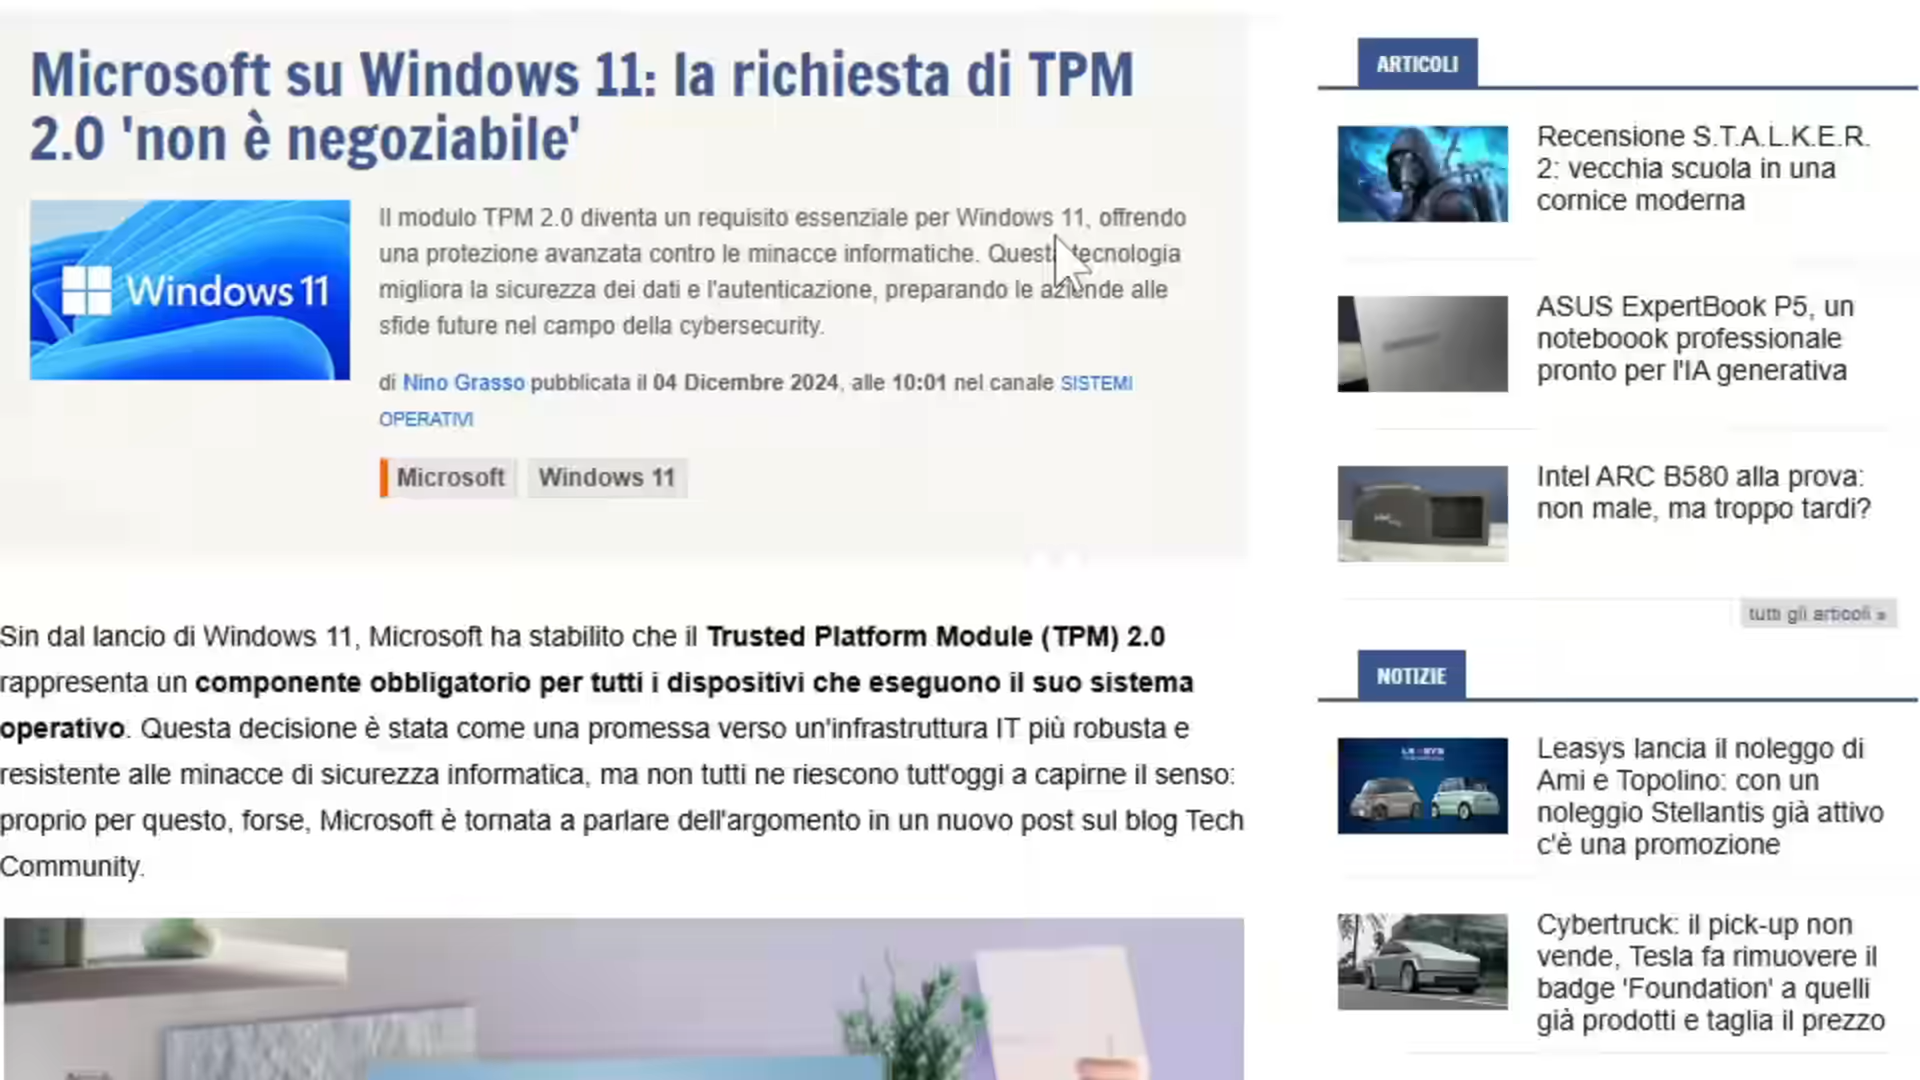 Microsoft su Windows 11: la richiesta di TPM
2.0 'non è negoziabile'
Windows 11
Il modulo TPM 2.0 diventa un requisito essenziale per Windows 11, offrendo
una protezione avanzata contro le minacce informatiche. Questa tecnologia
migliora la sicurezza dei dati e l'autenticazione, preparando le aziende alle
sfide future nel campo della cybersecurity.
di Nino Grasso pubblicata il 04 Dicembre 2024, alle 10:01 nel canale SISTEMI
OPERATIVI
Microsoft
Windows 11
Sin dal lancio di Windows 11, Microsoft ha stabilito che il Trusted Platform Module (TPM) 2.0
rappresenta un componente obbligatorio per tutti i dispositivi che eseguono il suo sistema
operativo. Questa decisione è stata come una promessa verso un'infrastruttura IT più robusta e
resistente alle minacce di sicurezza informatica, ma non tutti ne riescono tutt'oggi a capirne il senso:
proprio per questo, forse, Microsoft è tornata a parlare dell'argomento in un nuovo post sul blog Tech
Community.
ARTICOLI
Recensione S.T.A.L.K.E.R.
2: vecchia scuola in una
cornice moderna
ASUS ExpertBook P5, un
noteboook professionale
pronto per l'IA generativa
Intel ARC B580 alla prova:
non male, ma troppo tardi?
tutti gli articoli »
NOTIZIE
Leasys lancia il noleggo di
Ami e Topolino: con un
noleggio Stellantis già attivo
c'è una promozione
Cybertruck: il pick-up non
vende, Tesla fa rimuovere il
badge 'Foundation' a quelli
già prodotti e taglia il prezzo